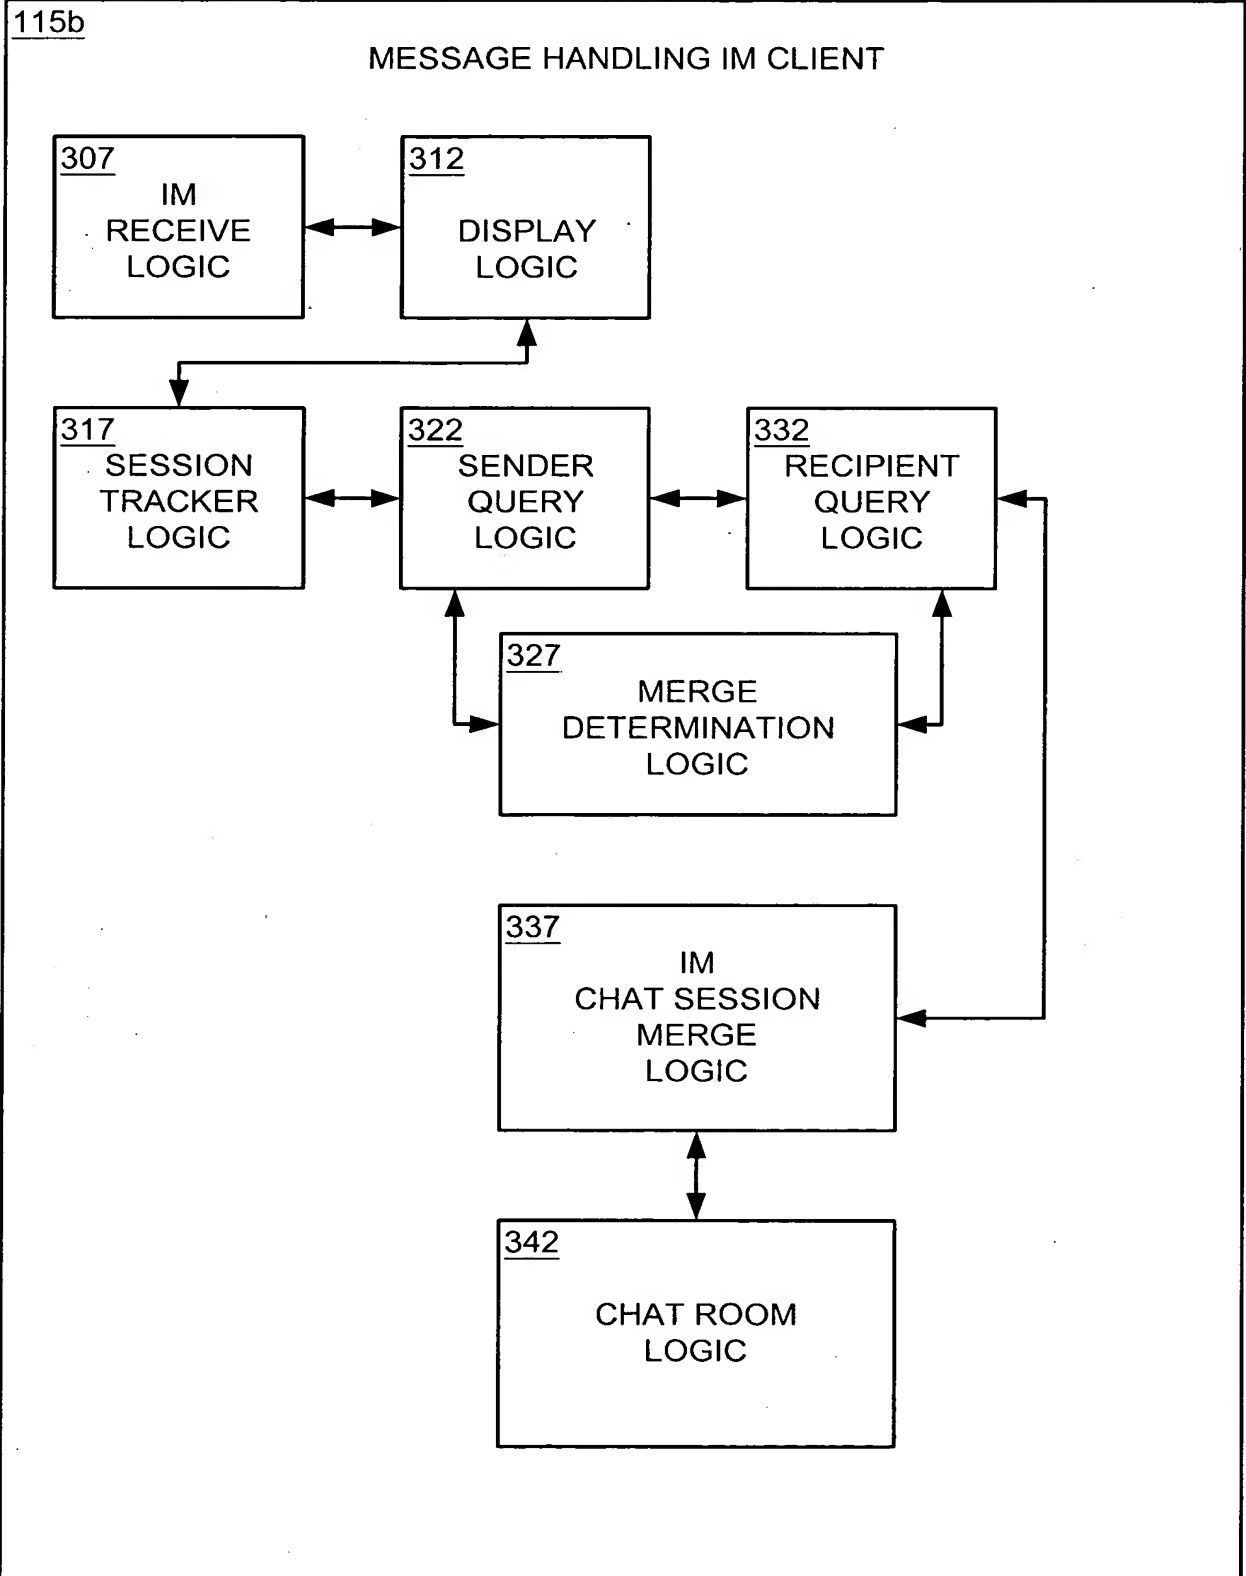 115b
MESSAGE HANDLING IM CLIENT
307
IM
RECEIVE
LOGIC
312
DISPLAY
LOGIC
317
SESSION
TRACKER
LOGIC
322
SENDER
QUERY
LOGIC
332
RECIPIENT
QUERY
LOGIC
327
MERGE
DETERMINATION
LOGIC
337
IM
CHAT SESSION
MERGE
LOGIC
342
CHAT ROOM
LOGIC